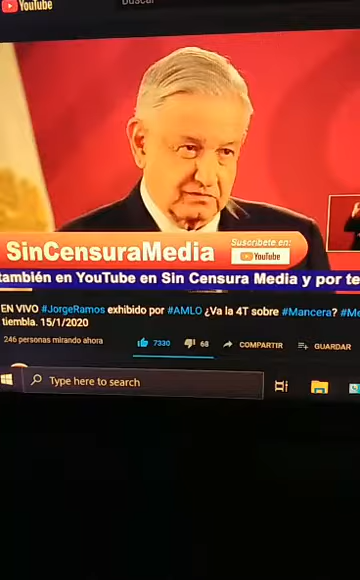 YouTube
Buscar
SinCensuraMedia
Suscríbete en:
YouTube
también en YouTube en Sin Censura Media y por te
EN VIVO #JorgeRamos exhibido por #AMLO ¿Va la 4T sobre #Mancera? #Me
tiembla. 15/1/2020
246 personas mirando ahora
7330
68
COMPARTIR
GUARDAR
Type here to search